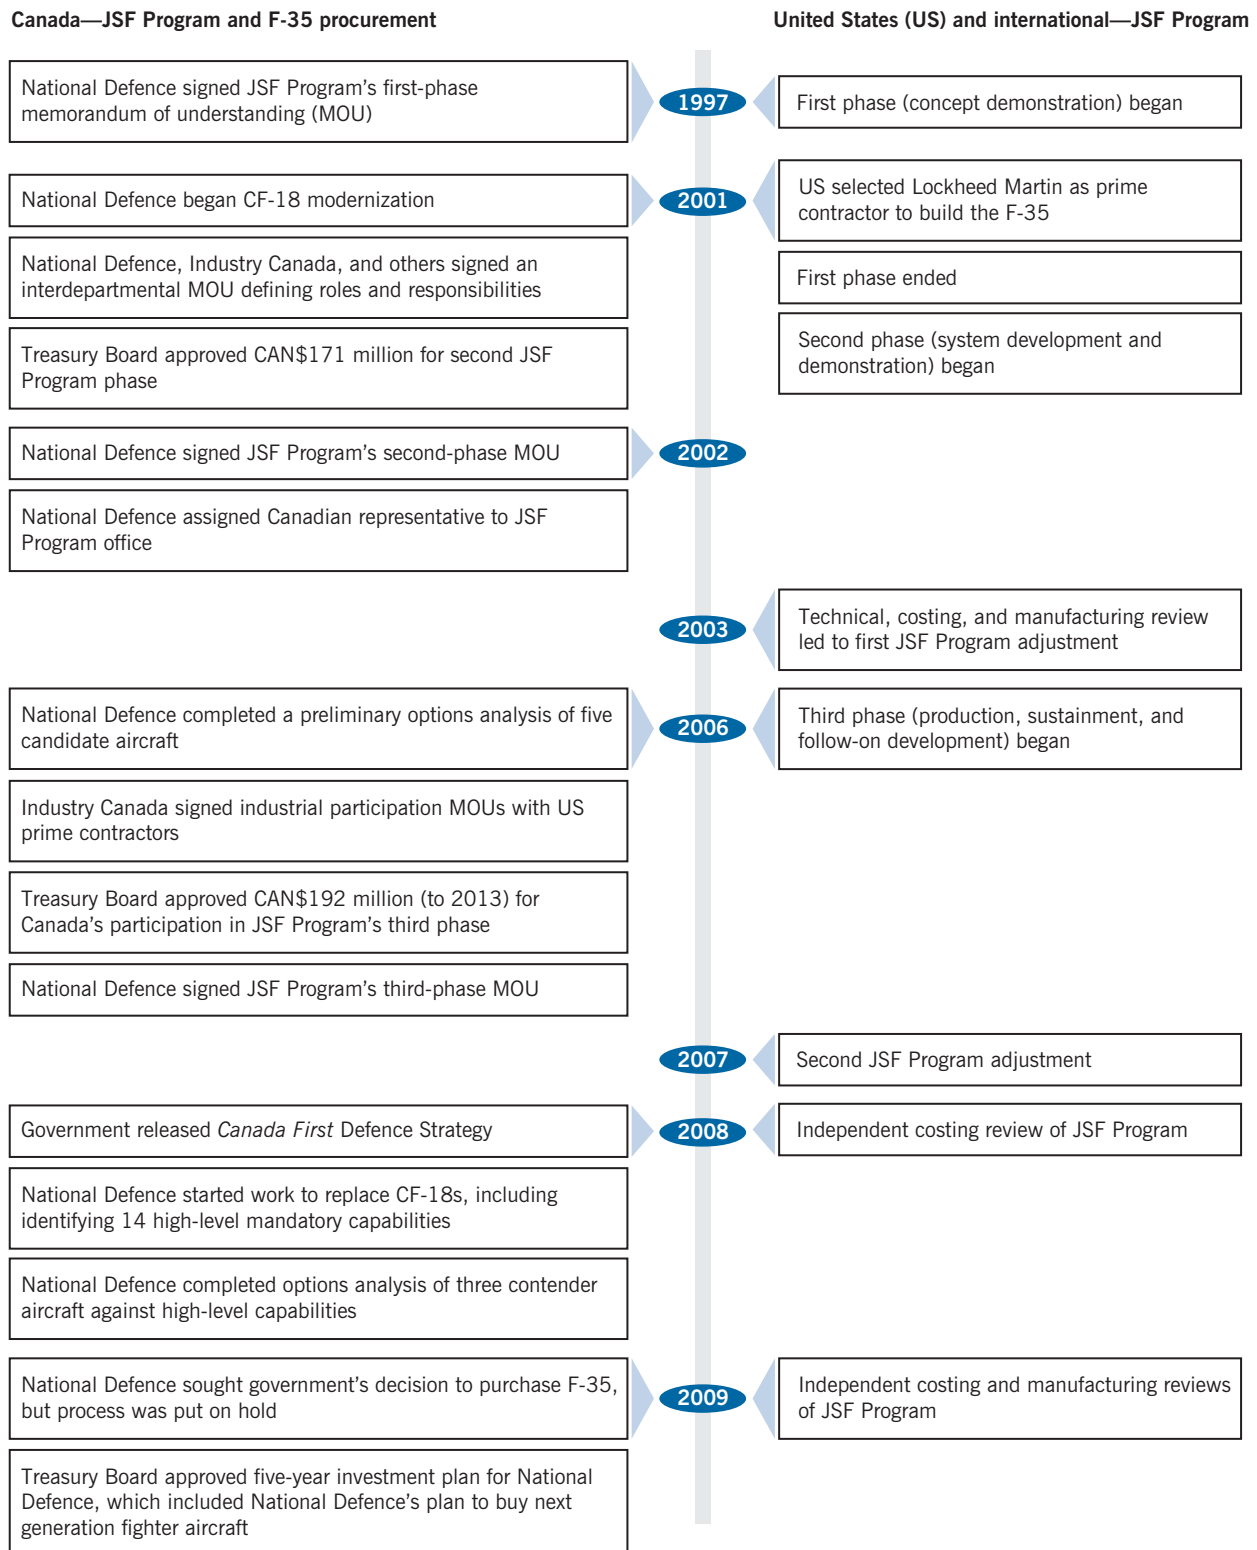 Canada—JSF Program and F-35 procurement
United States (US) and international—JSF Program
National Defence signed JSF Program's first-phase
memorandum of understanding (MOU)
1997
First phase (concept demonstration) began
National Defence began CF-18 modernization
2001
US selected Lockheed Martin as prime
contractor to build the F-35
National Defence, Industry Canada, and others signed an
interdepartmental MOU defining roles and responsibilities
First phase ended
Treasury Board approved CAN$171 million for second JSF
Program phase
Second phase (system development and
demonstration) began
National Defence signed JSF Program's second-phase MOU
2002
National Defence assigned Canadian representative to JSF
Program office
2003
Technical, costing, and manufacturing review
led to first JSF Program adjustment
National Defence completed a preliminary options analysis of five
candidate aircraft
2006
Third phase (production, sustainment, and
follow-on development) began
Industry Canada signed industrial participation MOUs with US
prime contractors
Treasury Board approved CAN$192 million (to 2013) for
Canada's participation in JSF Program's third phase
National Defence signed JSF Program's third-phase MOU
2007
Second JSF Program adjustment
Government released Canada First Defence Strategy
2008
Independent costing review of JSF Program
National Defence started work to replace CF-18s, including
identifying 14 high-level mandatory capabilities
National Defence completed options analysis of three contender
aircraft against high-level capabilities
National Defence sought government's decision to purchase F-35,
but process was put on hold
2009
Independent costing and manufacturing reviews
of JSF Program
Treasury Board approved five-year investment plan for National
Defence, which included National Defence's plan to buy next
generation fighter aircraft